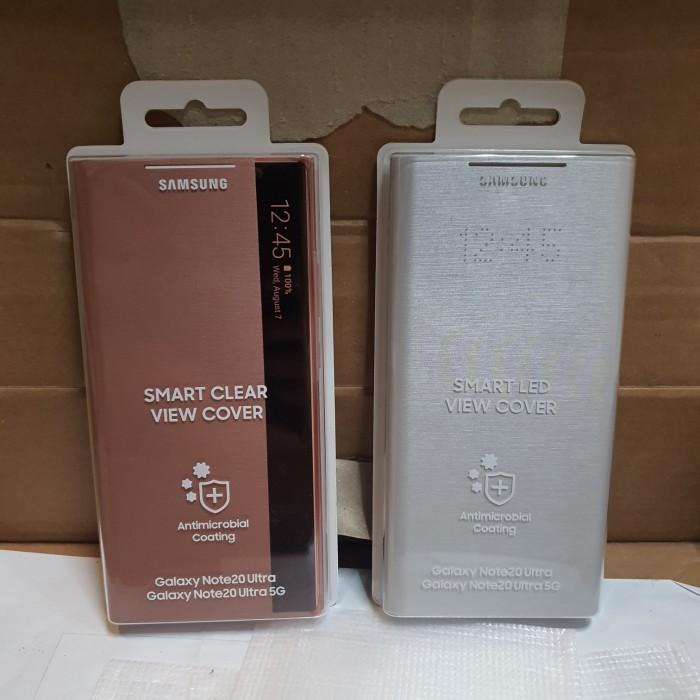 SAMSUNG
12:45
100%
Wed, August 7
SMART CLEAR
VIEW COVER
Antimicrobial
Coating
Galaxy Note20 Ultra
Galaxy Note20 Ultra 5G
SAMSUNG
12:45
SMART LED
VIEW COVER
Antimicrobial
Coating
Galaxy Note20 Ultra
Galaxy Note20 Ultra 5G